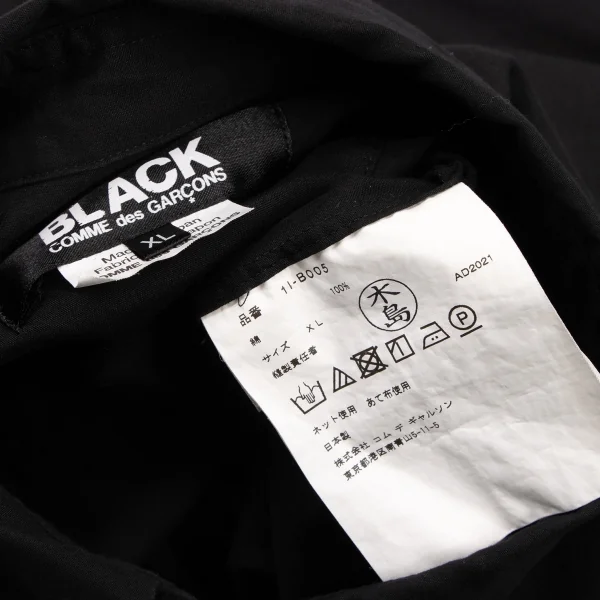 BLACK
COMME des GARÇONS
XL
Made
Fabri
品番 1I-B005
綿 100%
AD2021
サイズ XL
縫製責任者
水島
P
ネット使用 あて布使用
日本製
株式会社 コム デ ギャルソン
東京都港区南青山5-11-5